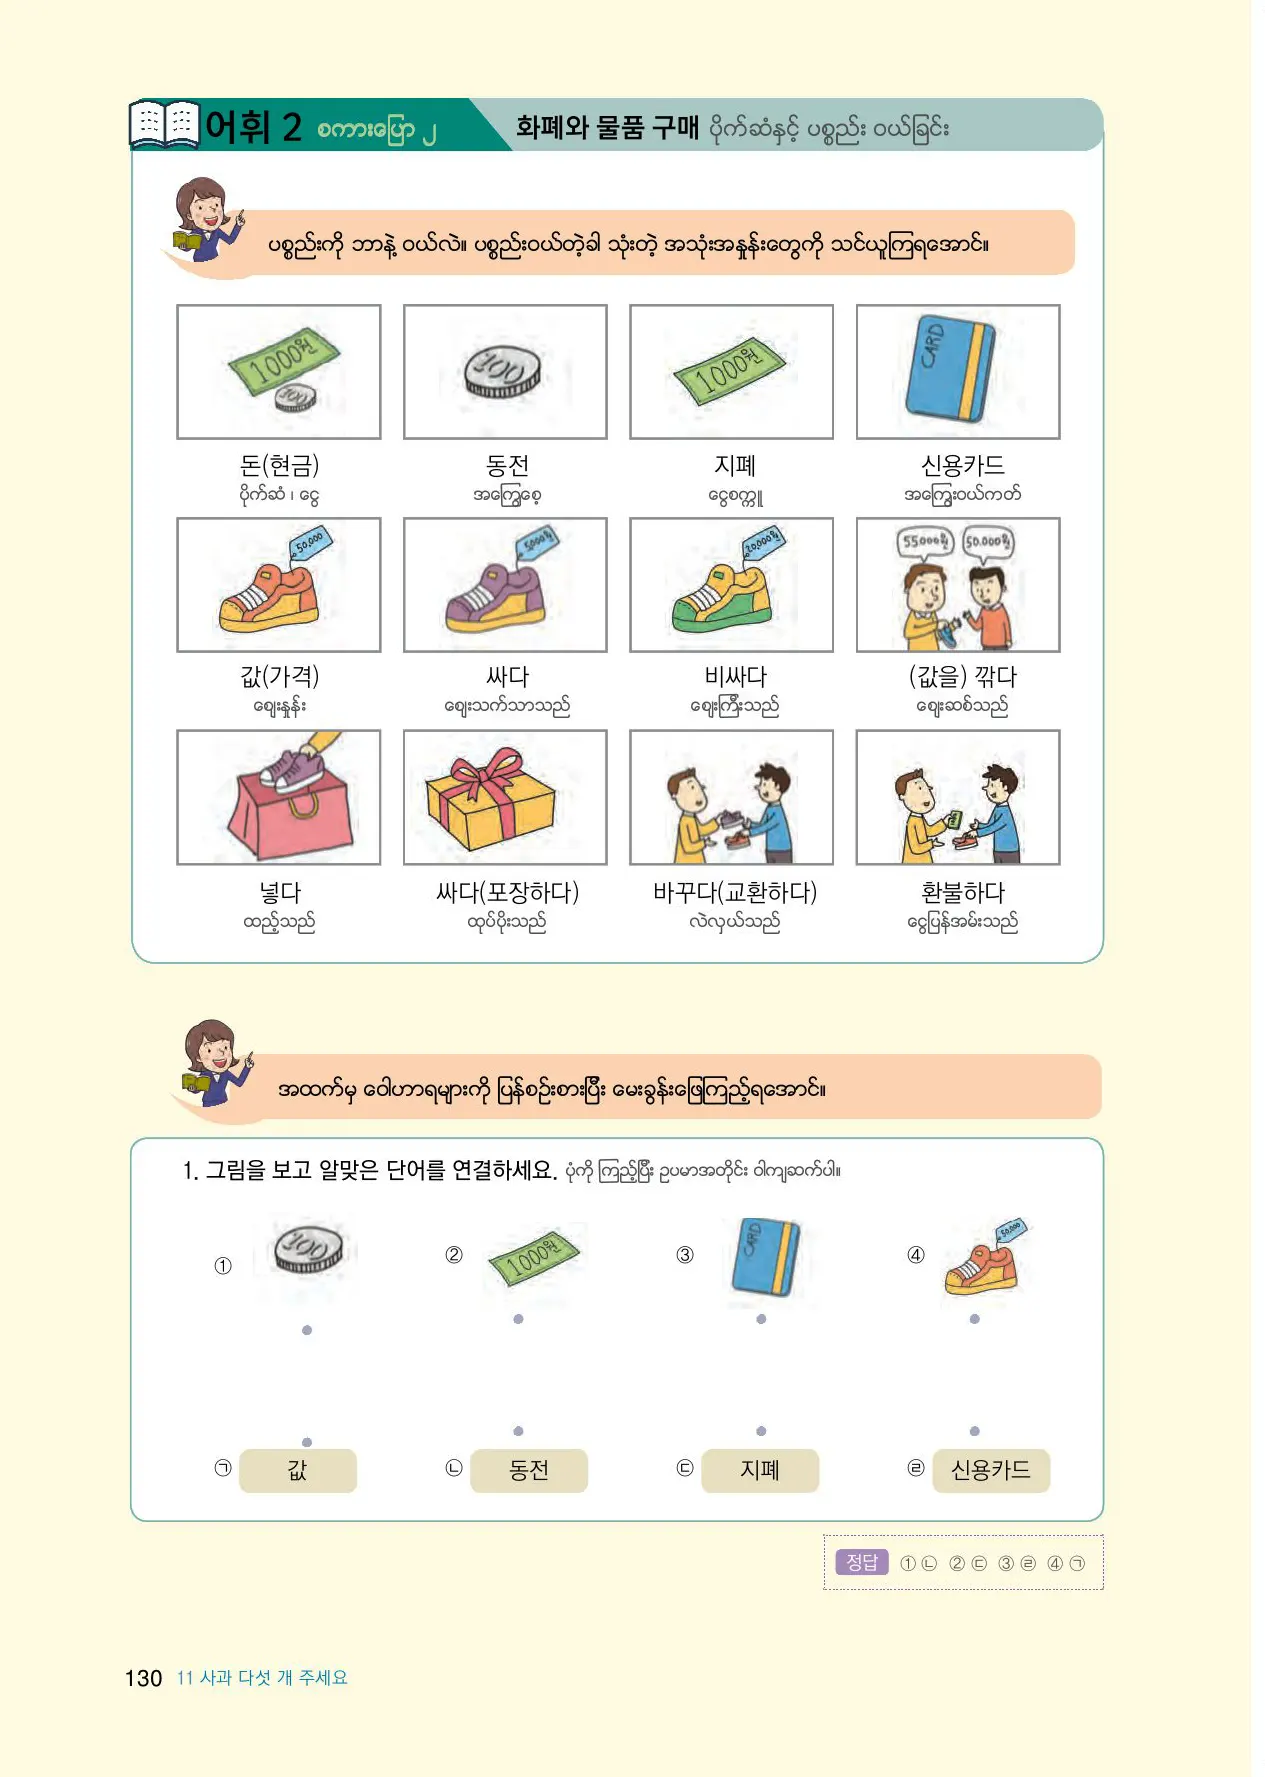 어휘 2 စကားပြော ၂ 화폐와 물품 구매 ပိုက်ဆံနှင့် ပစ္စည်း ဝယ်ခြင်း
ပစ္စည်းကို ဘာနဲ့ ဝယ်လဲ။ ပစ္စည်းဝယ်တဲ့ခါ သုံးတဲ့ အသုံးအနှုန်းတွေကို သင်ယူကြရအောင်။
1000원 100
100
1000원
CARD
돈(현금) 동전 지폐 신용카드
ပိုက်ဆံ ၊ ငွေ အကြွေစေ့ ငွေစက္ကူ အကြွေးဝယ်ကတ်
50,000
5,000원
20,000원
55000원 50.000원
값(가격) 싸다 비싸다 (값을) 깎다
ဈေးနှုန်း ဈေးသက်သာသည် ဈေးကြီးသည် ဈေးဆစ်သည်
넣다 싸다(포장하다) 바꾸다(교환하다) 환불하다
ထည့်သည် ထုပ်ပိုးသည် လဲလှယ်သည် ငွေပြန်အမ်းသည်
အထက်မှ ဝေါဟာရများကို ပြန်စဉ်းစားပြီး မေးခွန်းဖြေကြည့်ရအောင်။
1. 그림을 보고 알맞은 단어를 연결하세요. ပုံကို ကြည့်ပြီး ဥပမာအတိုင်း ဝါကျဆက်ပါ။
① 100 ② 1000원 ③ CARD ④ 50,000
㉠ 값 ㉡ 동전 ㉢ 지폐 ㉣ 신용카드
정답 ① ㉡ ② ㉢ ③ ㉣ ④ ㉠
130 11 사과 다섯 개 주세요